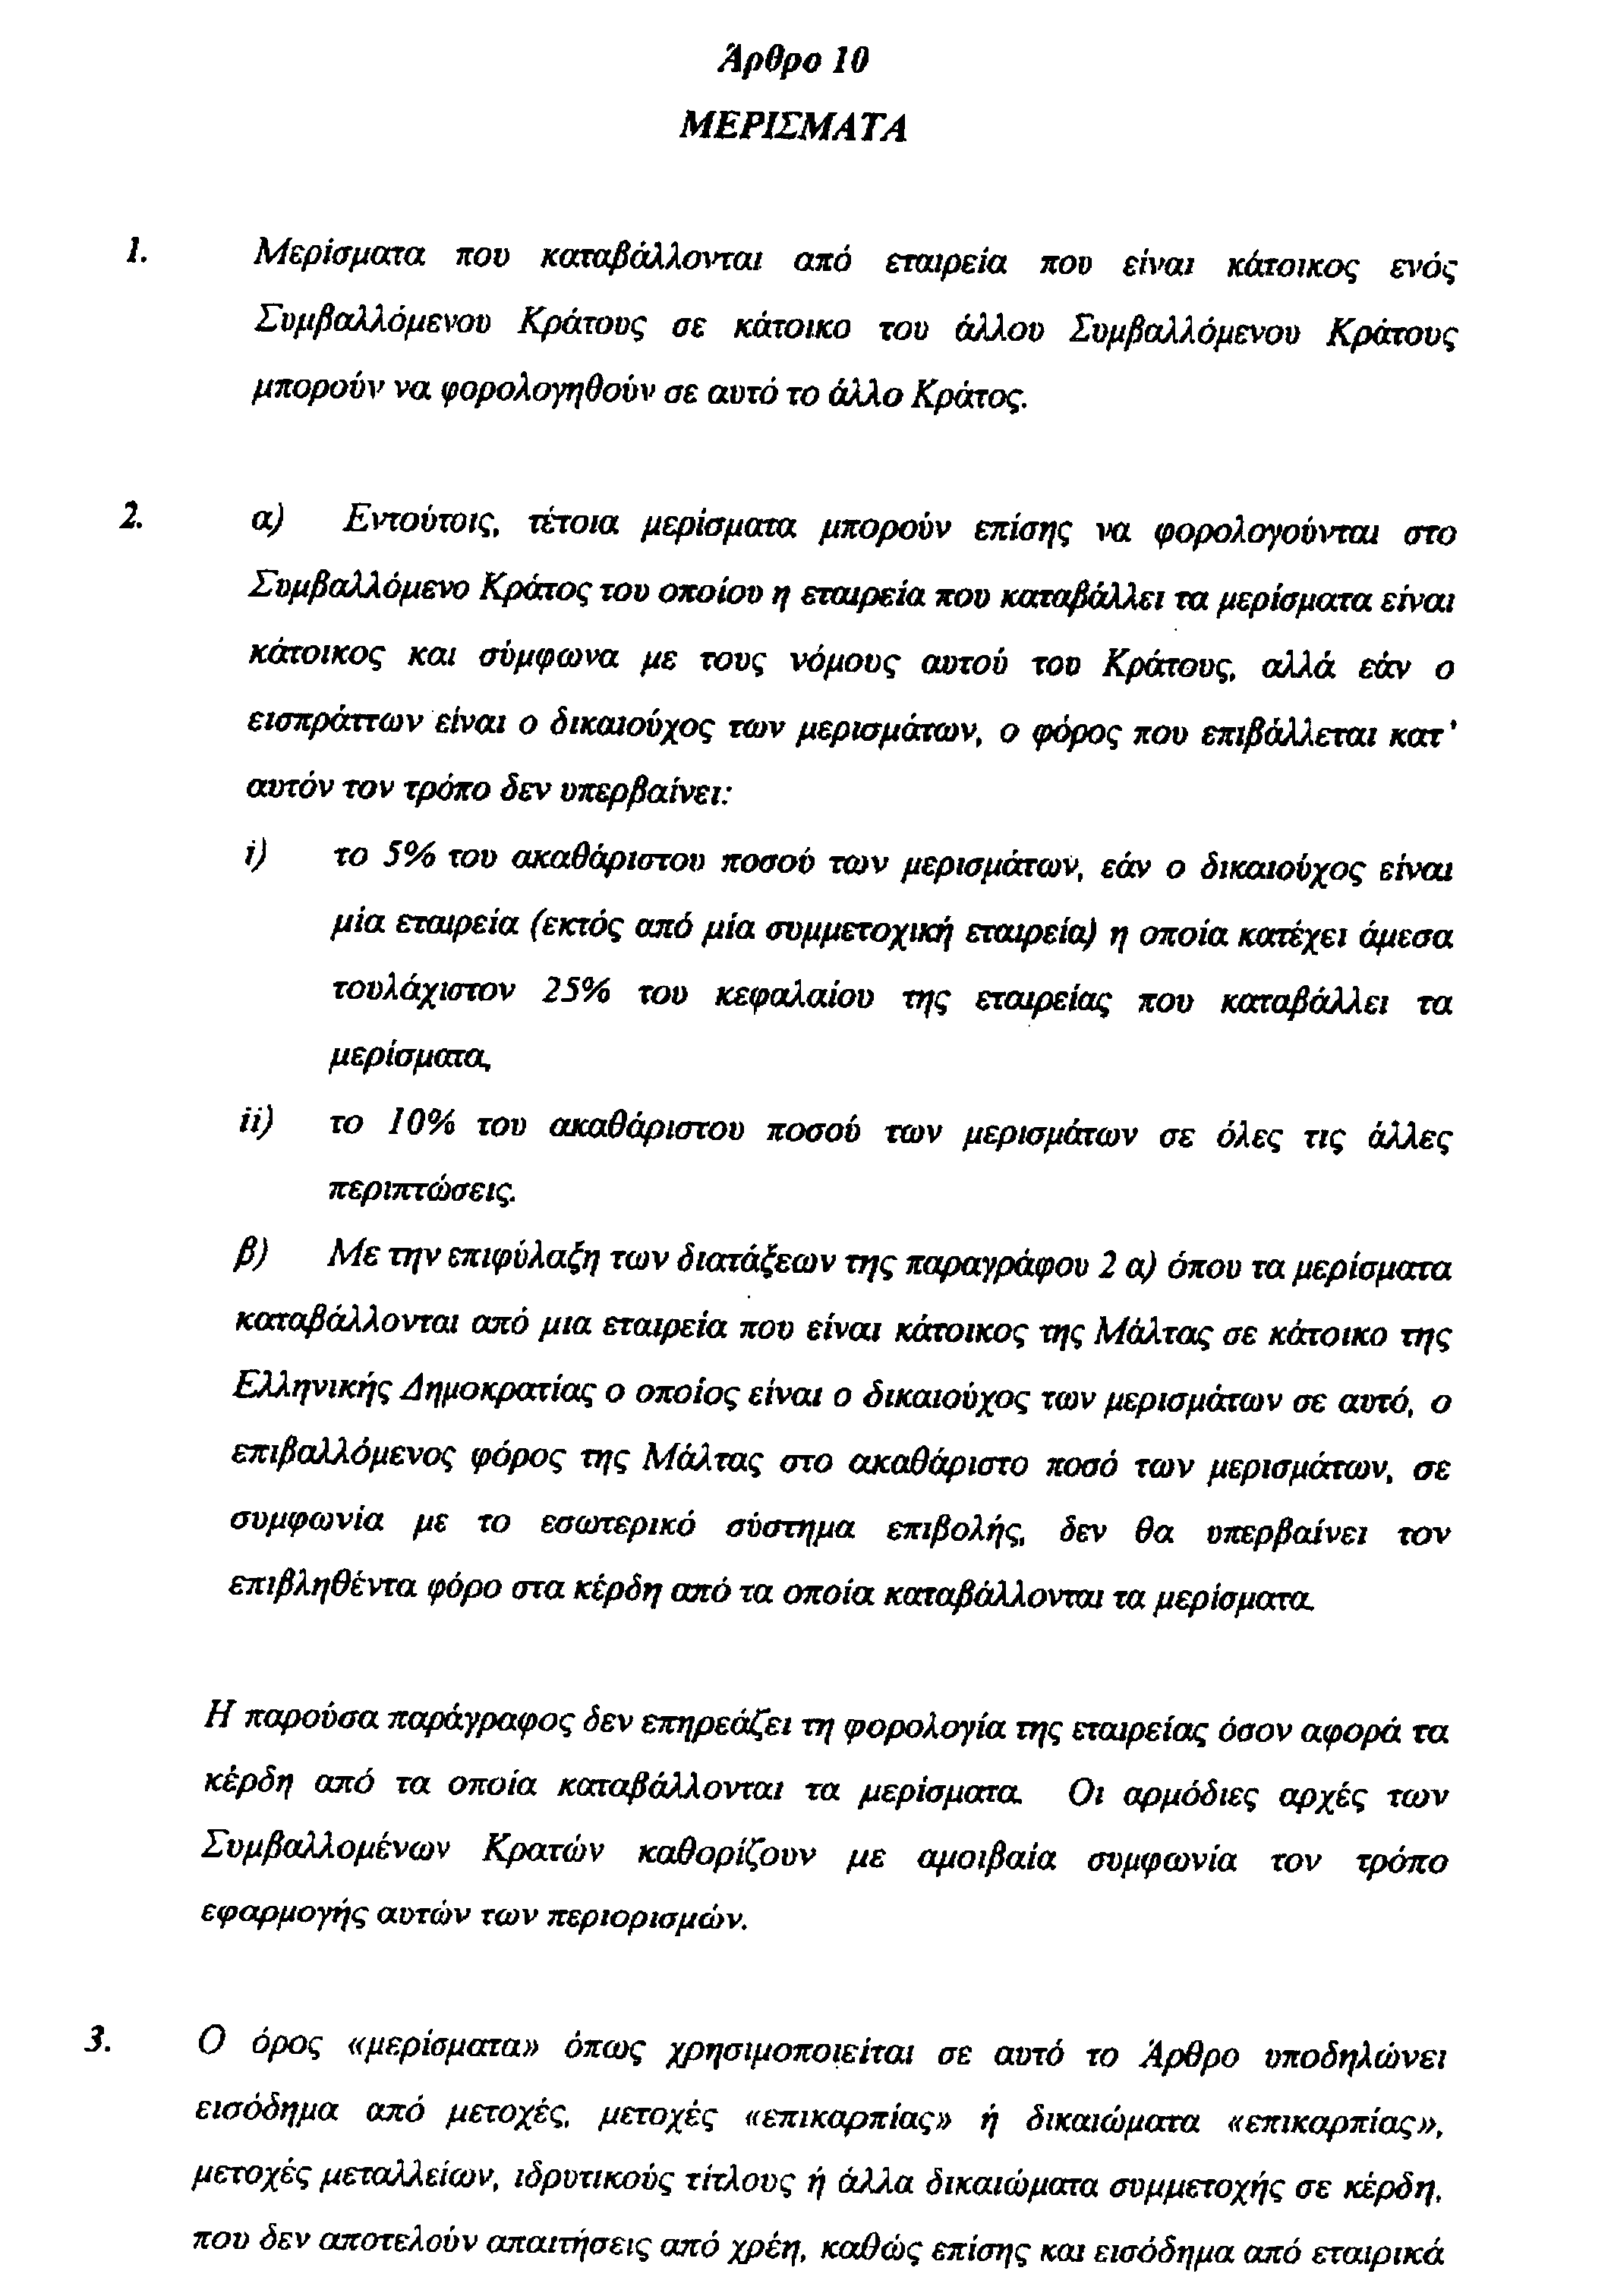 Άρθρο 10
ΜΕΡΙΣΜΑΤΑ
1. Μερίσματα που καταβάλλονται από εταιρεία που είναι κάτοικος ενός
Συμβαλλόμενου Κράτους σε κάτοικο του άλλου Συμβαλλόμενου Κράτους
μπορούν να φορολογηθούν σε αυτό το άλλο Κράτος.
2. α) Εντούτοις, τέτοια μερίσματα μπορούν επίσης να φορολογούνται στο
Συμβαλλόμενο Κράτος του οποίου η εταιρεία που καταβάλλει τα μερίσματα είναι
κάτοικος και σύμφωνα με τους νόμους αυτού του Κράτους, αλλά εάν ο
εισπράττων είναι ο δικαιούχος των μερισμάτων, ο φόρος που επιβάλλεται κατ'
αυτόν τον τρόπο δεν υπερβαίνει:
i) το 5% του ακαθάριστου ποσού των μερισμάτων, εάν ο δικαιούχος είναι
μία εταιρεία (εκτός από μία συμμετοχική εταιρεία) η οποία κατέχει άμεσα
τουλάχιστον 25% του κεφαλαίου της εταιρείας που καταβάλλει τα
μερίσματα,
ii) το 10% του ακαθάριστου ποσού των μερισμάτων σε όλες τις άλλες
περιπτώσεις.
β) Με την επιφύλαξη των διατάξεων της παραγράφου 2 α) όπου τα μερίσματα
καταβάλλονται από μια εταιρεία που είναι κάτοικος της Μάλτας σε κάτοικο της
Ελληνικής Δημοκρατίας ο οποίος είναι ο δικαιούχος των μερισμάτων σε αυτό, ο
επιβαλλόμενος φόρος της Μάλτας στο ακαθάριστο ποσό των μερισμάτων, σε
συμφωνία με το εσωτερικό σύστημα επιβολής, δεν θα υπερβαίνει τον
επιβληθέντα φόρο στα κέρδη από τα οποία καταβάλλονται τα μερίσματα.
Η παρούσα παράγραφος δεν επηρεάζει τη φορολογία της εταιρείας όσον αφορά τα
κέρδη από τα οποία καταβάλλονται τα μερίσματα. Οι αρμόδιες αρχές των
Συμβαλλομένων Κρατών καθορίζουν με αμοιβαία συμφωνία τον τρόπο
εφαρμογής αυτών των περιορισμών.
3. Ο όρος «μερίσματα» όπως χρησιμοποιείται σε αυτό το Άρθρο υποδηλώνει
εισόδημα από μετοχές, μετοχές «επικαρπίας» ή δικαιώματα «επικαρπίας»,
μετοχές μεταλλείων, ιδρυτικούς τίτλους ή άλλα δικαιώματα συμμετοχής σε κέρδη,
που δεν αποτελούν απαιτήσεις από χρέη, καθώς επίσης και εισόδημα από εταιρικά